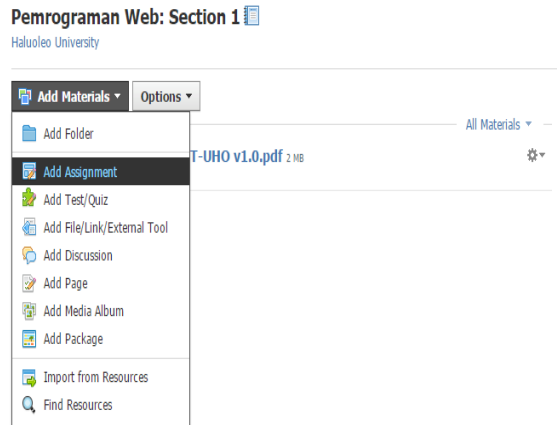 Pemrograman Web: Section 1
Haluoleo University
Add Materials Options
All Materials
Add Folder
T-UHO v1.0.pdf 2 MB
Add Assignment
Add Test/Quiz
Add File/Link/External Tool
Add Discussion
Add Page
Add Media Album
Add Package
Import from Resources
Find Resources